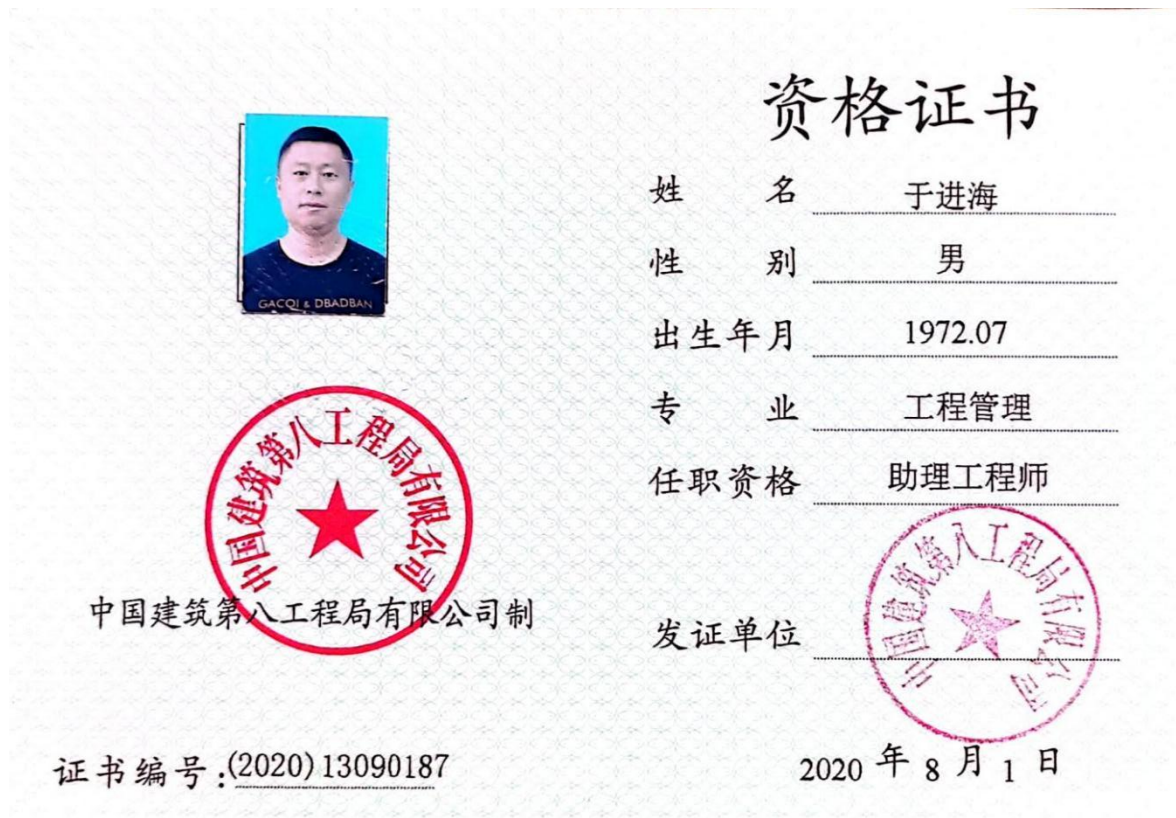 资格证书
姓名 于进海
性别 男
出生年月 1972.07
专业 工程管理
任职资格 助理工程师
发证单位
中国建筑第八工程局有限公司
2020 年 8 月 1 日
GACQI & DBADBAN
中国建筑第八工程局有限公司
中国建筑第八工程局有限公司制
证书编号:(2020)13090187